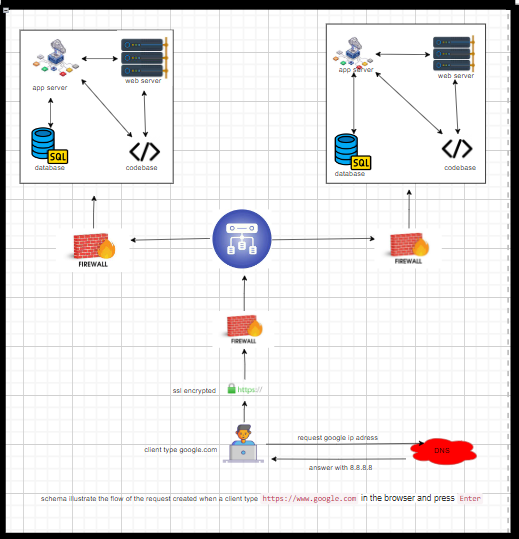 app server
web server
SQL
database
codebase
app server
web server
SQL
database
codebase
FIREWALL
FIREWALL
FIREWALL
ssl encrypted
https://
client type google.com
request google ip adress
DNS
answer with 8.8.8.8
schema illustrate the flow of the request created when a client type https://www.google.com in the browser and press Enter